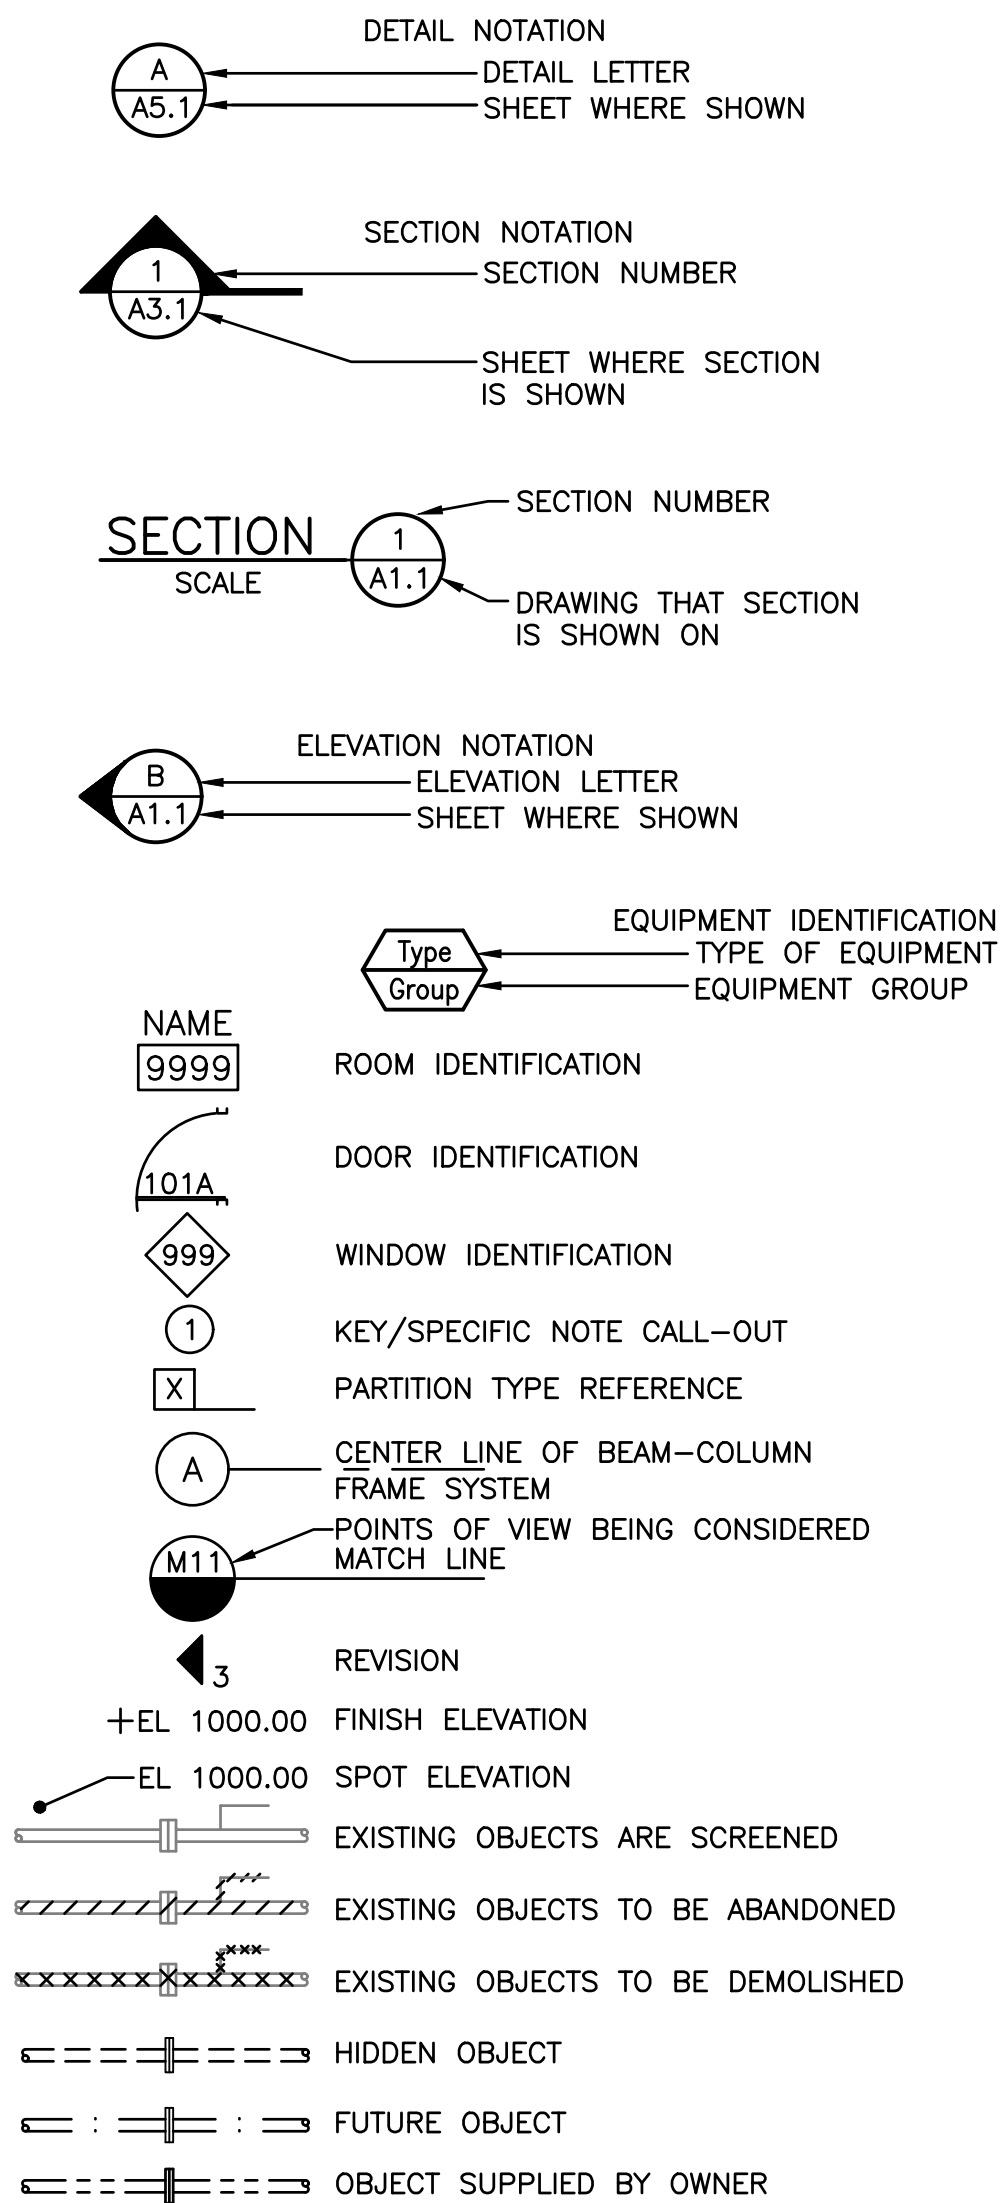 DETAIL NOTATION
A
DETAIL LETTER
A5.1
SHEET WHERE SHOWN
SECTION NOTATION
1
SECTION NUMBER
A3.1
SHEET WHERE SECTION
IS SHOWN
SECTION NUMBER
SECTION
1
SCALE
A1.1
DRAWING THAT SECTION
IS SHOWN ON
ELEVATION NOTATION
B
ELEVATION LETTER
A1.1
SHEET WHERE SHOWN
EQUIPMENT IDENTIFICATION
Type
TYPE OF EQUIPMENT
Group
EQUIPMENT GROUP
NAME
9999
ROOM IDENTIFICATION
DOOR IDENTIFICATION
101A
999
WINDOW IDENTIFICATION
1
KEY/SPECIFIC NOTE CALL-OUT
X
PARTITION TYPE REFERENCE
A
CENTER LINE OF BEAM-COLUMN
FRAME SYSTEM
POINTS OF VIEW BEING CONSIDERED
M11
MATCH LINE
3
REVISION
+EL 1000.00
FINISH ELEVATION
EL 1000.00
SPOT ELEVATION
EXISTING OBJECTS ARE SCREENED
EXISTING OBJECTS TO BE ABANDONED
EXISTING OBJECTS TO BE DEMOLISHED
HIDDEN OBJECT
FUTURE OBJECT
OBJECT SUPPLIED BY OWNER